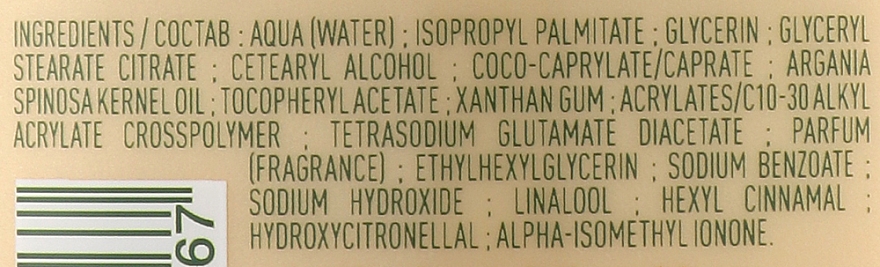 INGREDIENTS / СОСТАВ : AQUA (WATER) ; ISOPROPYL PALMITATE ; GLYCERIN ; GLYCERYL
STEARATE CITRATE ; CETEARYL ALCOHOL ; COCO-CAPRYLATE/CAPRATE ; ARGANIA
SPINOSA KERNEL OIL ; TOCOPHERYL ACETATE ; XANTHAN GUM ; ACRYLATES/C10-30 ALKYL
ACRYLATE CROSSPOLYMER ; TETRASODIUM GLUTAMATE DIACETATE ; PARFUM
(FRAGRANCE) ; ETHYLHEXYLGLYCERIN ; SODIUM BENZOATE ;
SODIUM HYDROXIDE ; LINALOOL ; HEXYL CINNAMAL ;
HYDROXYCITRONELLAL ; ALPHA-ISOMETHYL IONONE.
67